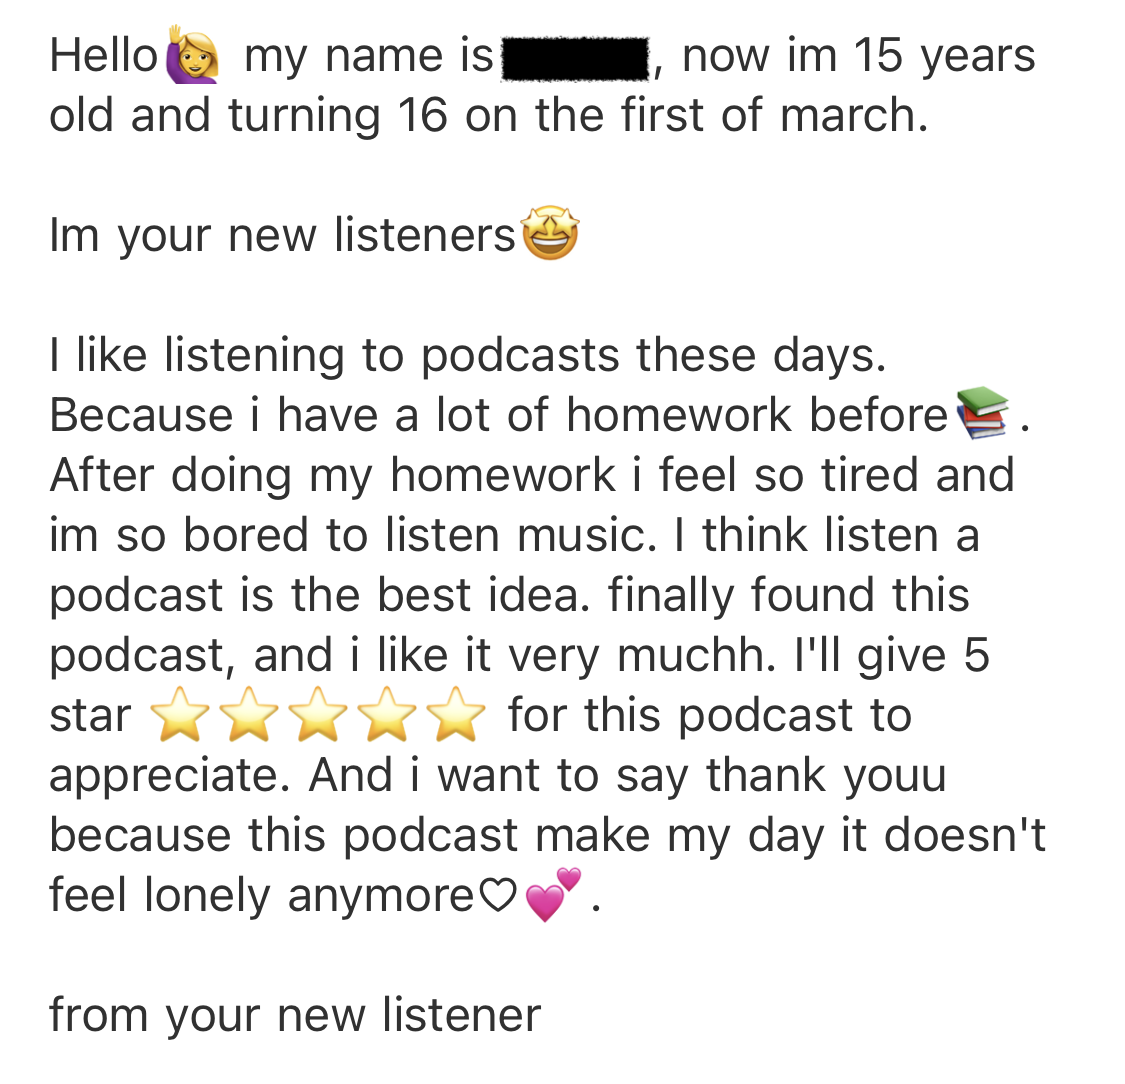 Hello🙋‍♀️ my name is , now im 15 years
old and turning 16 on the first of march.
Im your new listeners🤩
I like listening to podcasts these days.
Because i have a lot of homework before📚.
After doing my homework i feel so tired and
im so bored to listen music. I think listen a
podcast is the best idea. finally found this
podcast, and i like it very muchh. I'll give 5
star ⭐⭐⭐⭐⭐ for this podcast to
appreciate. And i want to say thank youu
because this podcast make my day it doesn't
feel lonely anymore♡💕.
from your new listener